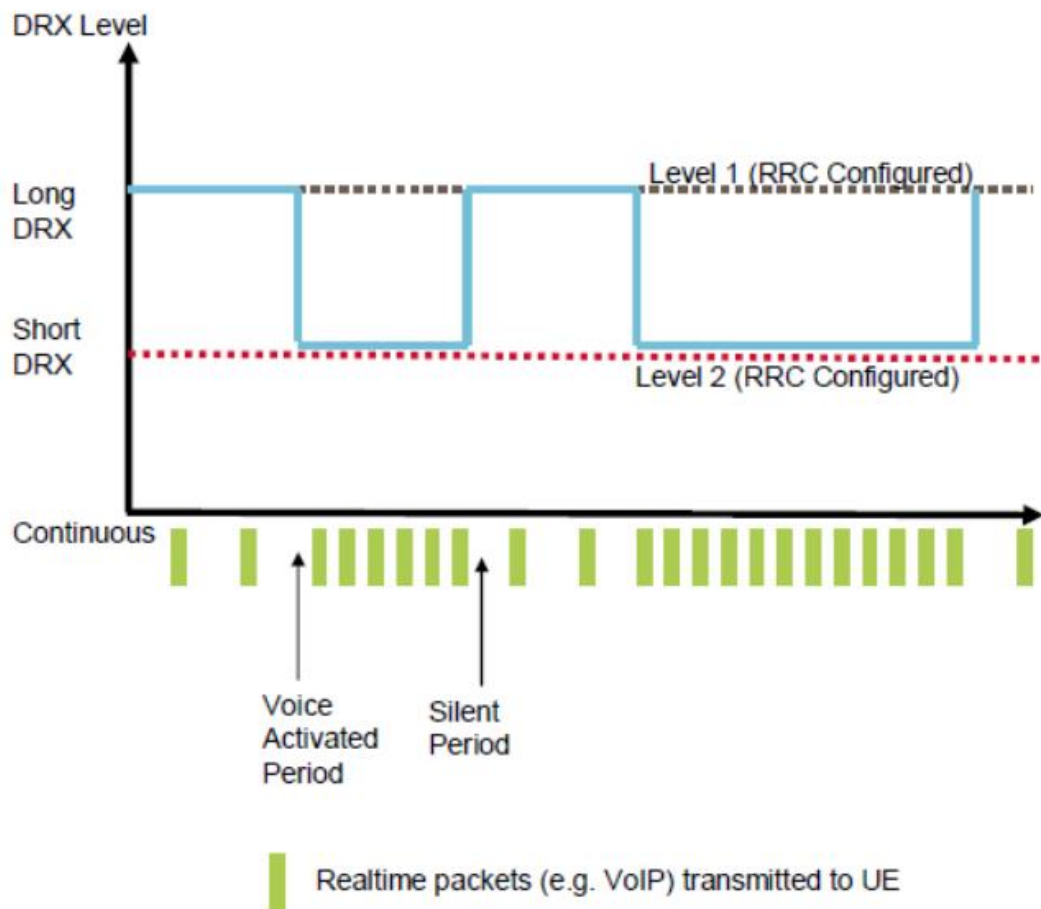 DRX Level
Level 1 (RRC Configured)
Long
DRX
Short
DRX
Level 2 (RRC Configured)
Continuous
Voice
Activated
Period
Silent
Period
Realtime packets (e.g. VoIP) transmitted to UE